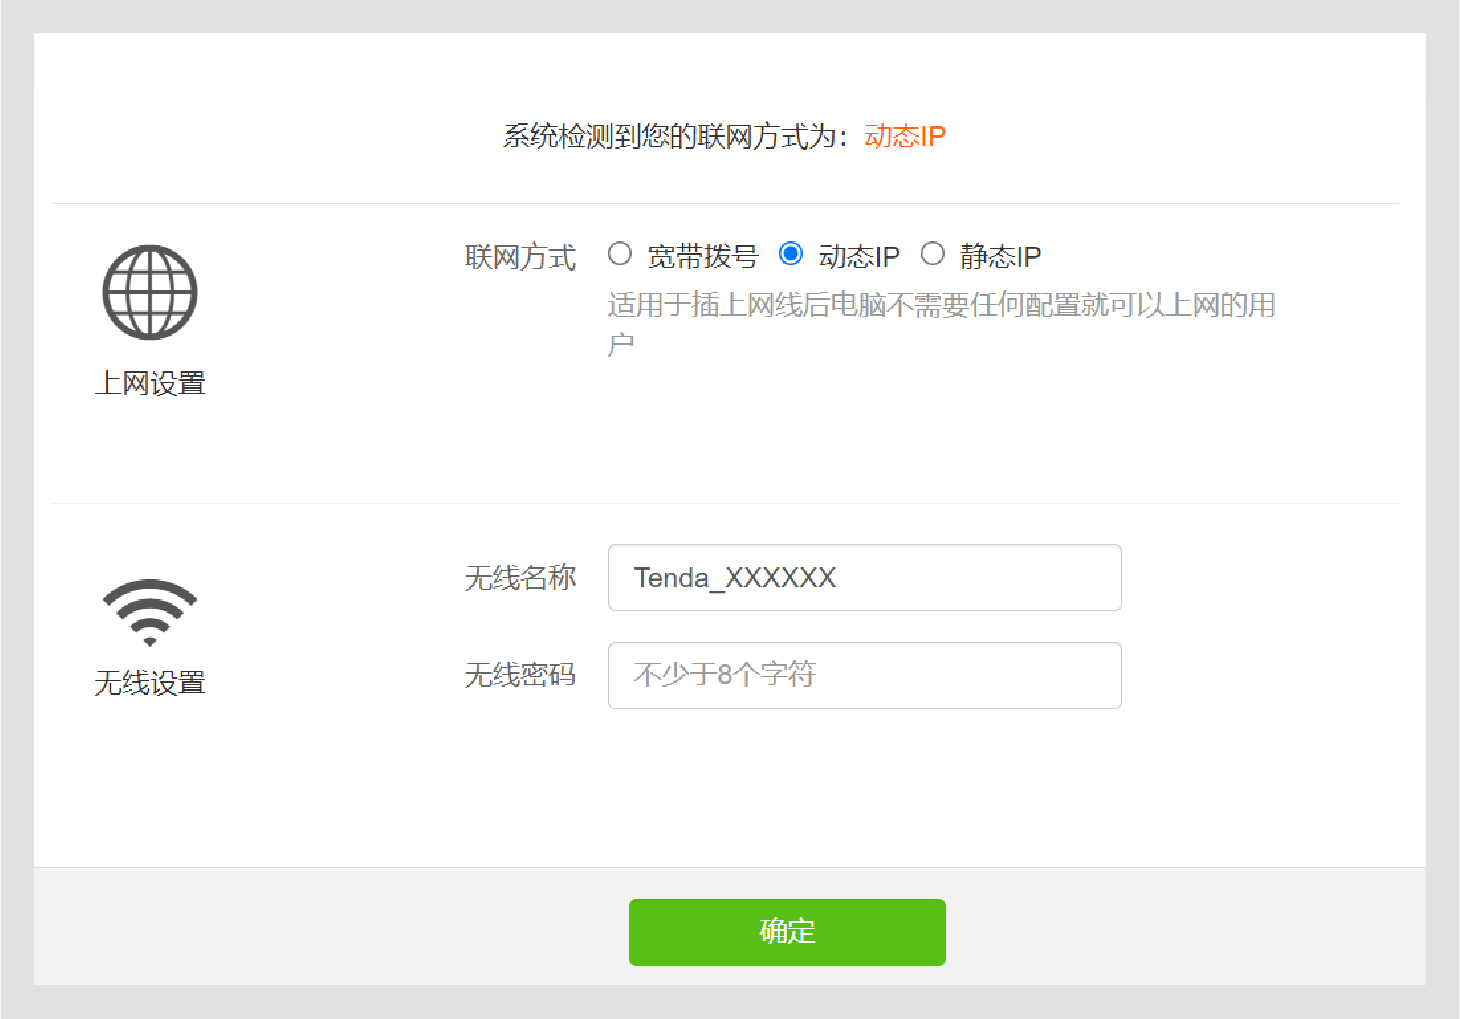 系统检测到您的联网方式为：动态IP
联网方式 宽带拨号 动态IP 静态IP
适用于插上网线后电脑不需要任何配置就可以上网的用
户
上网设置
无线名称 Tenda_XXXXXX
无线密码 不少于8个字符
无线设置
确定